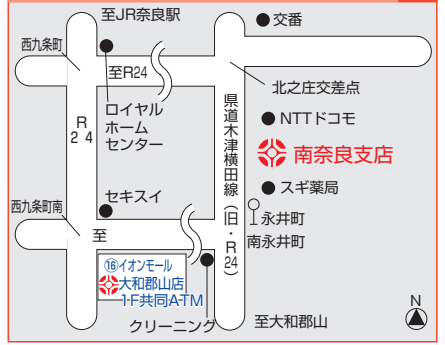 至JR奈良駅
交番
西九条町
至R24
北之庄交差点
ロイヤル
ホーム
センター
R24
県道木津横田線（旧・R24）
NTTドコモ
南奈良支店
セキスイ
スギ薬局
西九条町南
永井町
南永井町
至
⑯イオンモール
大和郡山店
1F共同ATM
クリーニング
至大和郡山
N